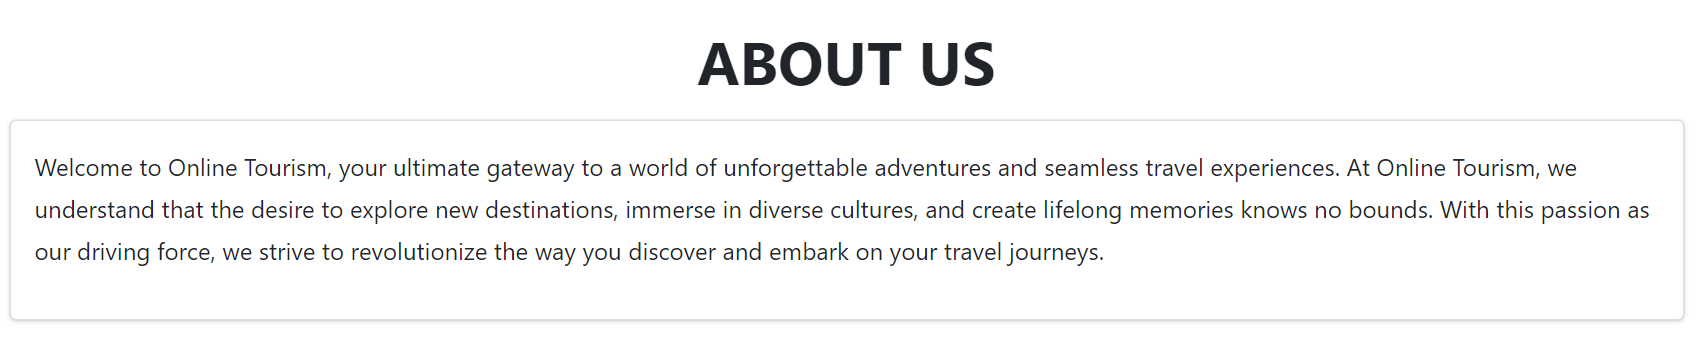 ABOUT US
Welcome to Online Tourism, your ultimate gateway to a world of unforgettable adventures and seamless travel experiences. At Online Tourism, we
understand that the desire to explore new destinations, immerse in diverse cultures, and create lifelong memories knows no bounds. With this passion as
our driving force, we strive to revolutionize the way you discover and embark on your travel journeys.